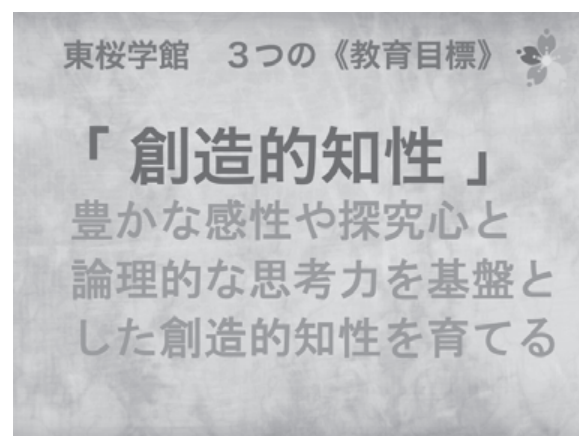 東桜学館　３つの《教育目標》
「 創造的知性 」
豊かな感性や探究心と
論理的な思考力を基盤と
した創造的知性を育てる